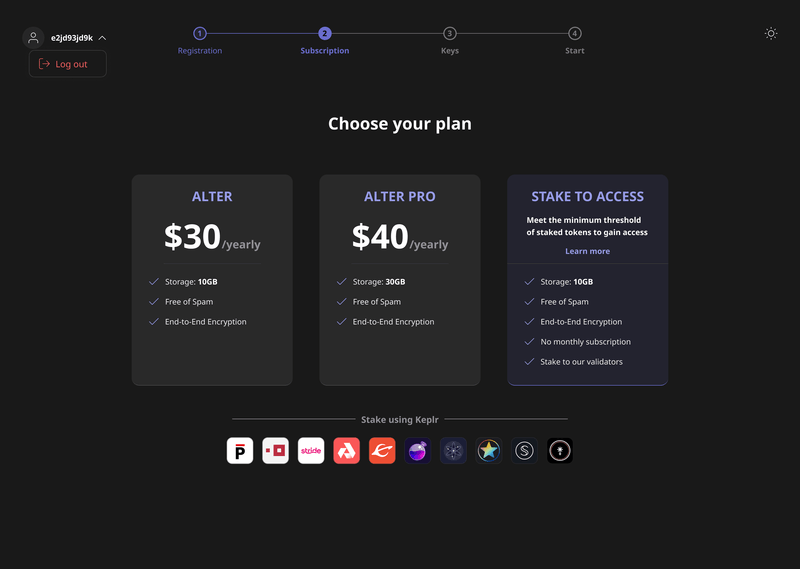 e2jd93jd9k
Log out
1
2
3
4
Registration
Subscription
Keys
Start
Choose your plan
ALTER
$30/yearly
Storage: 10GB
Free of Spam
End-to-End Encryption
ALTER PRO
$40/yearly
Storage: 30GB
Free of Spam
End-to-End Encryption
STAKE TO ACCESS
Meet the minimum threshold
of staked tokens to gain access
Learn more
Storage: 10GB
Free of Spam
End-to-End Encryption
No monthly subscription
Stake to our validators
Stake using Keplr
P
stride
S